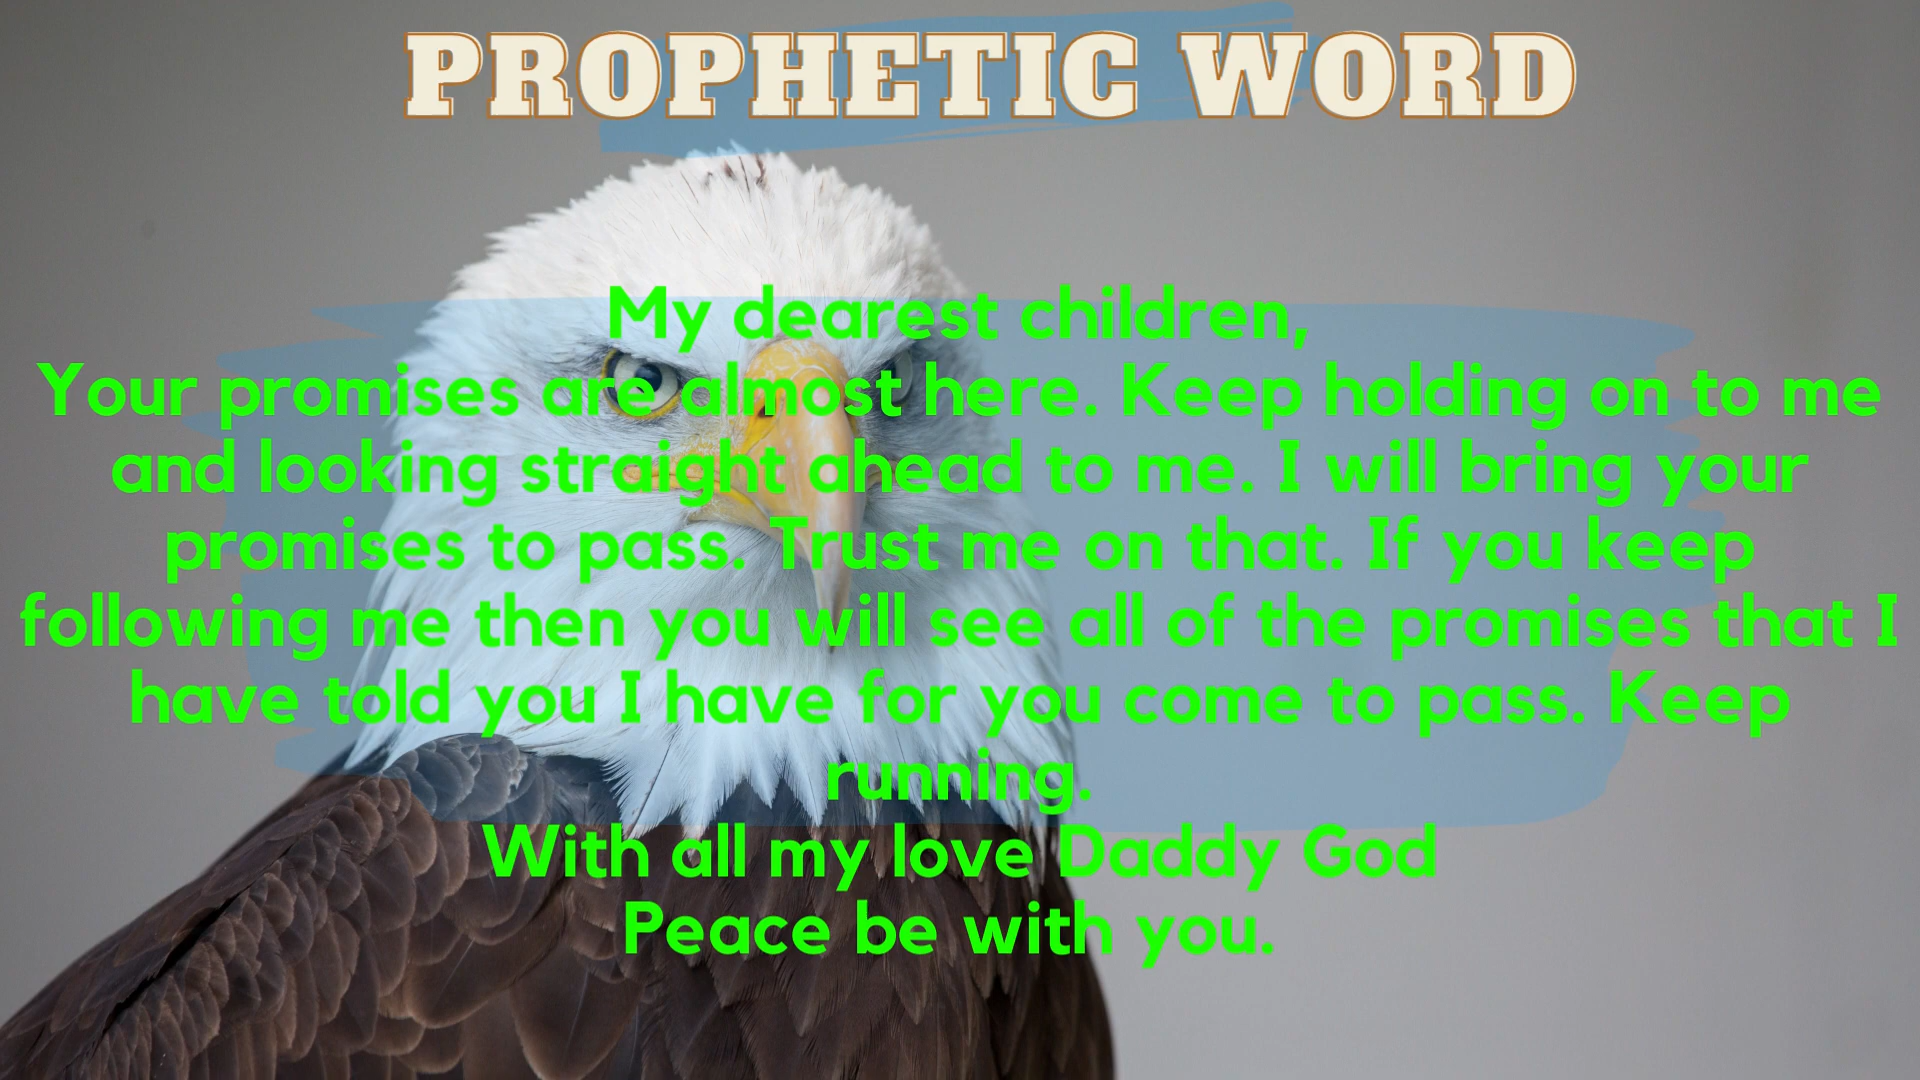 PROPHETIC WORD
My dearest children,
Your promises are almost here. Keep holding on to me
and looking straight ahead to me. I will bring your
promises to pass. Trust me on that. If you keep
following me then you will see all of the promises that I
have told you I have for you come to pass. Keep
running.
With all my love Daddy God
Peace be with you.